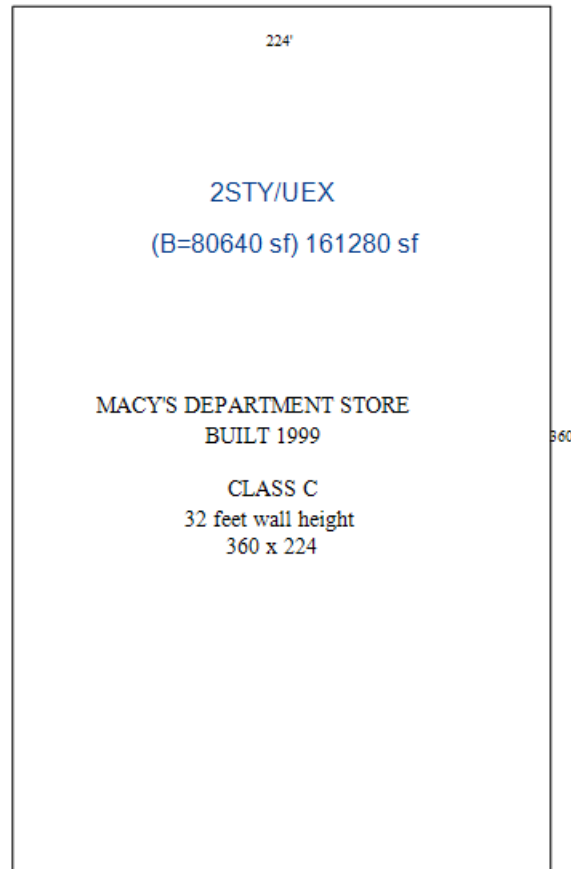 224'
2STY/UEX
(B=80640 sf) 161280 sf
MACY'S DEPARTMENT STORE
BUILT 1999
360
CLASS C
32 feet wall height
360 x 224